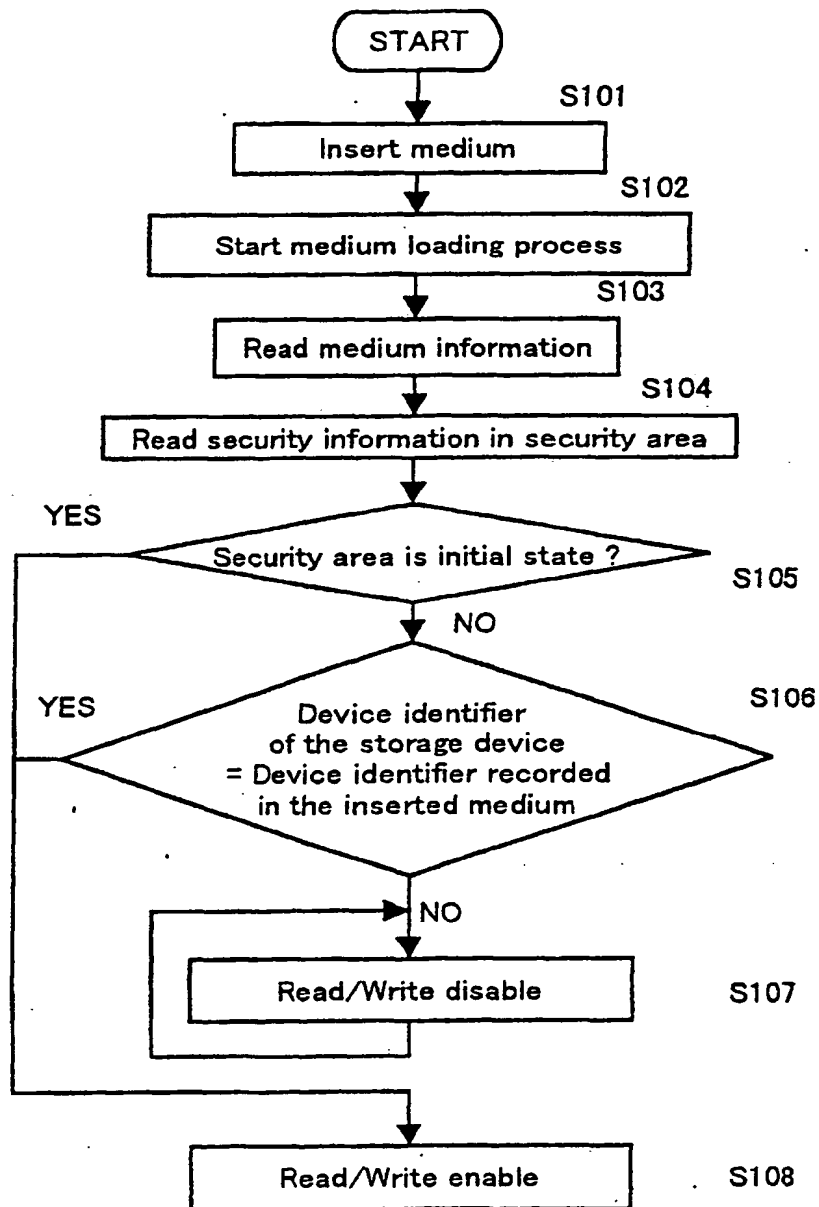 START
S101
Insert medium
S102
Start medium loading process
S103
Read medium information
S104
Read security information in security area
YES
Security area is initial state ?
S105
NO
YES
S106
Device identifier
of the storage device
= Device identifier recorded
in the inserted medium
NO
Read/Write disable
S107
Read/Write enable
S108